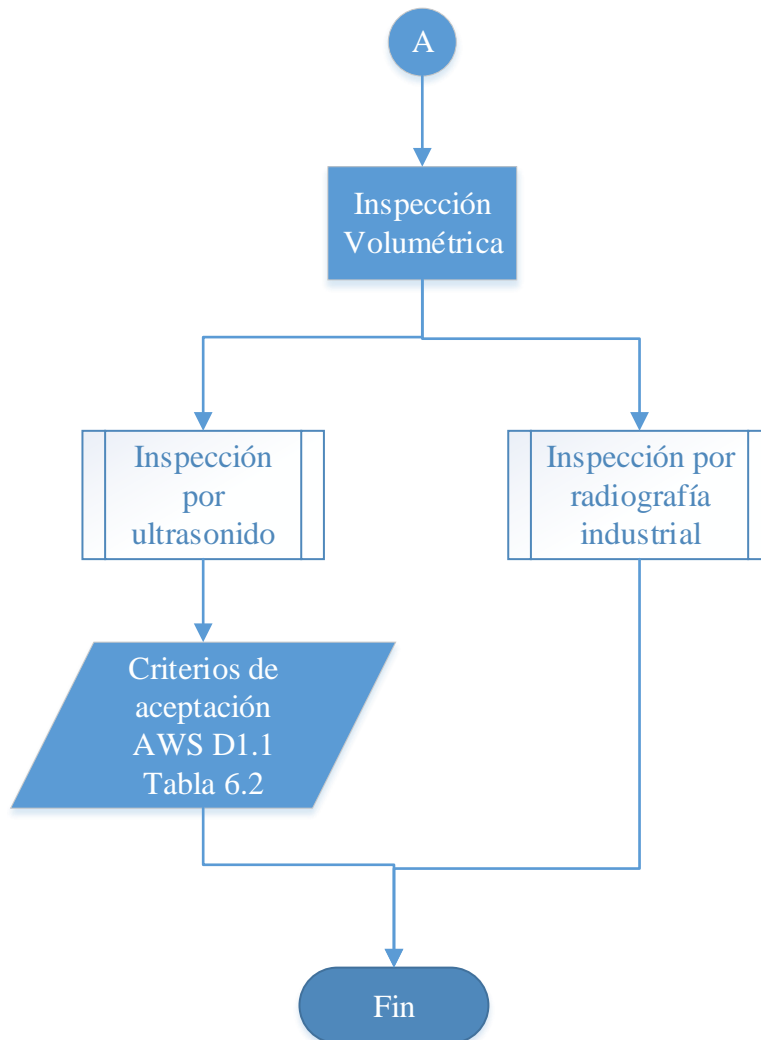 A
Inspección
Volumétrica
Inspección
por
ultrasonido
Inspección por
radiografía
industrial
Criterios de
aceptación
AWS D1.1
Tabla 6.2
Fin